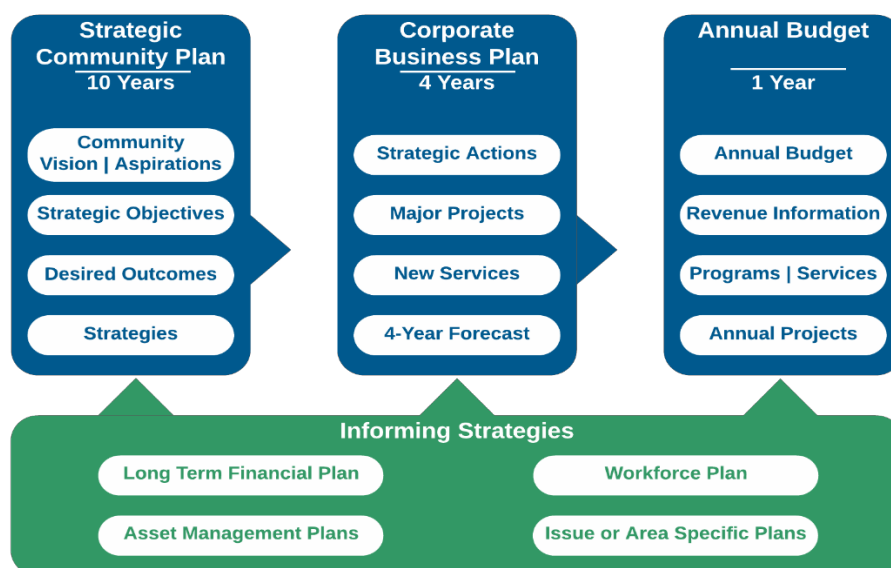 Strategic
Community Plan
10 Years
Community
Vision | Aspirations
Strategic Objectives
Desired Outcomes
Strategies
Corporate
Business Plan
4 Years
Strategic Actions
Major Projects
New Services
4-Year Forecast
Annual Budget
1 Year
Annual Budget
Revenue Information
Programs | Services
Annual Projects
Informing Strategies
Long Term Financial Plan
Workforce Plan
Asset Management Plans
Issue or Area Specific Plans